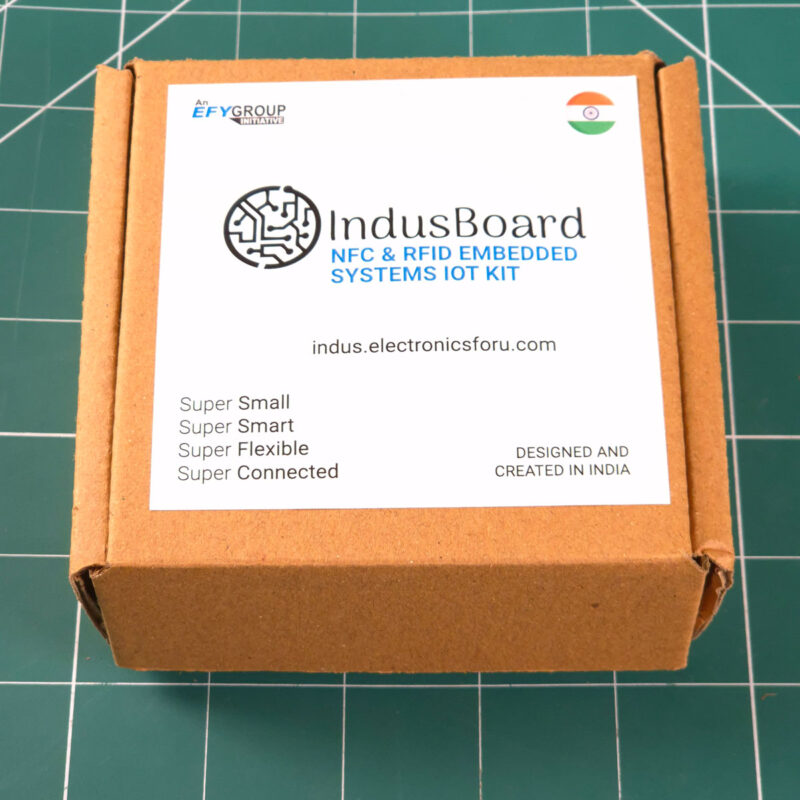 An
EFYGROUP
INITIATIVE
IndusBoard
NFC & RFID EMBEDDED
SYSTEMS IOT KIT
indus.electronicsforu.com
Super Small
Super Smart
Super Flexible
Super Connected
DESIGNED AND
CREATED IN INDIA